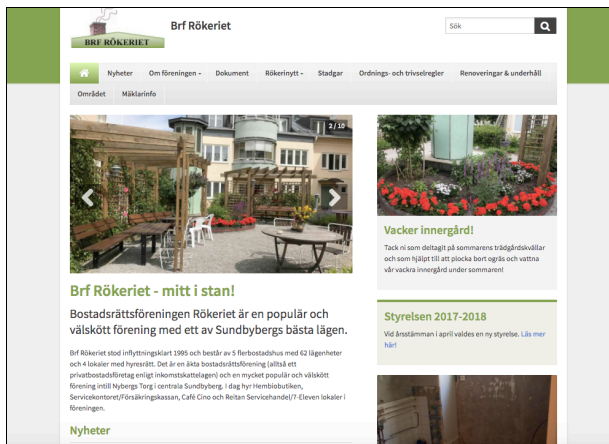 BRF RÖKERIET
Brf Rökeriet
Sök
Nyheter
Om föreningen
Dokument
Rökerinytt
Stadgar
Ordnings- och trivselregler
Renoveringar & underhåll
Området
Mäklarinfo
2 / 10
Brf Rökeriet - mitt i stan!
Bostadsrättsföreningen Rökeriet är en populär och
välskött förening med ett av Sundbybergs bästa lägen.
Brf Rökeriet stod inflyttningsklart 1995 och består av 5 flerbostadshus med 62 lägenheter
och 4 lokaler med hyresrätt. Det är en äkta bostadsrättsförening (alltså ett
privatbostadsföretag enligt inkomstskattelagen) och en mycket populär och välskött
förening intill Nybergs Torg i centrala Sundbyberg. I dag hyr Hembiobutiken,
Servicekontoret/Försäkringskassan, Café Cino och Reitan Servicehandel/7-Eleven lokaler i
föreningen.
Nyheter
Vacker innergård!
Tack ni som deltagit på sommarens trädgårdskvällar
och som hjälpt till att plocka bort ogräs och vattna
vår vackra innergård under sommaren!
Styrelsen 2017-2018
Vid årsstämman i april valdes en ny styrelse. Läs mer
här!